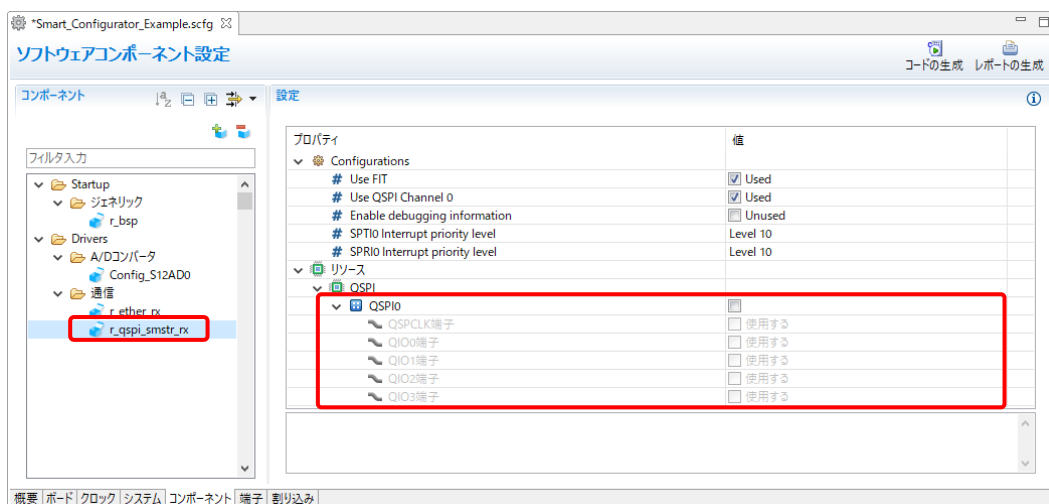 *Smart_Configurator_Example.scfg
ソフトウェアコンポーネント設定
コードの生成 レポートの生成
コンポーネント
設定
フィルタ入力
Startup
ジェネリック
r_bsp
Drivers
A/Dコンバータ
Config_S12AD0
通信
r_ether_rx
r_qspi_smstr_rx
プロパティ 値
Configurations
# Use FIT Used
# Use QSPI Channel 0 Used
# Enable debugging information Unused
# SPTI0 Interrupt priority level Level 10
# SPRI0 Interrupt priority level Level 10
リソース
QSPI
QSPI0
QSPCLK端子 使用する
QIO0端子 使用する
QIO1端子 使用する
QIO2端子 使用する
QIO3端子 使用する
概要 ボード クロック システム コンポーネント 端子 割り込み